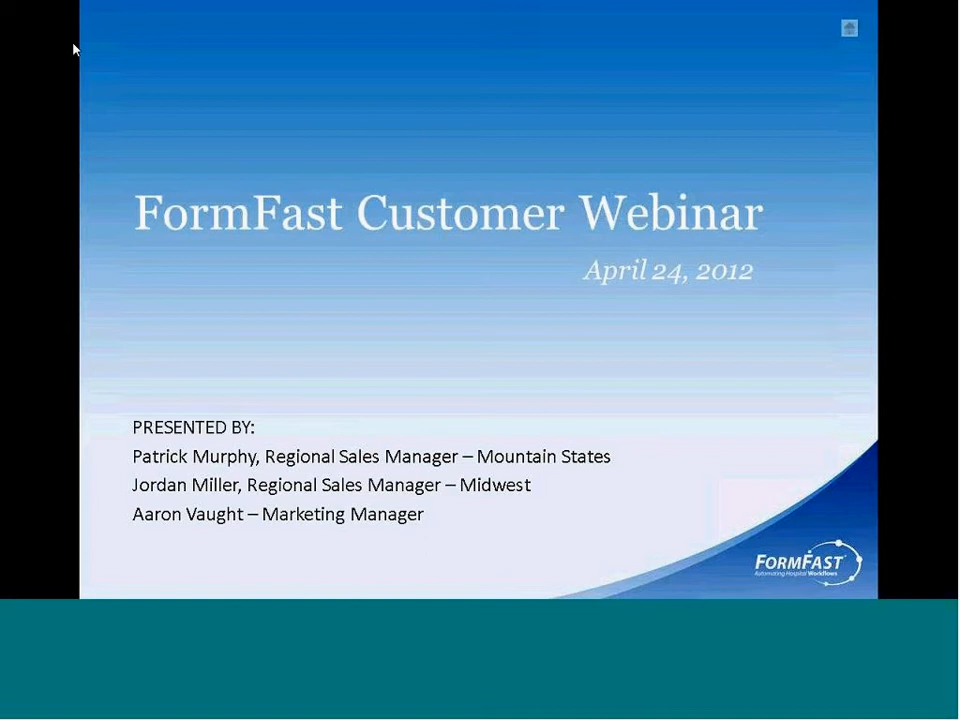 FormFast Customer Webinar
April 24, 2012
PRESENTED BY:
Patrick Murphy, Regional Sales Manager – Mountain States
Jordan Miller, Regional Sales Manager – Midwest
Aaron Vaught – Marketing Manager
FORMFAST
Automating Hospital Workflows